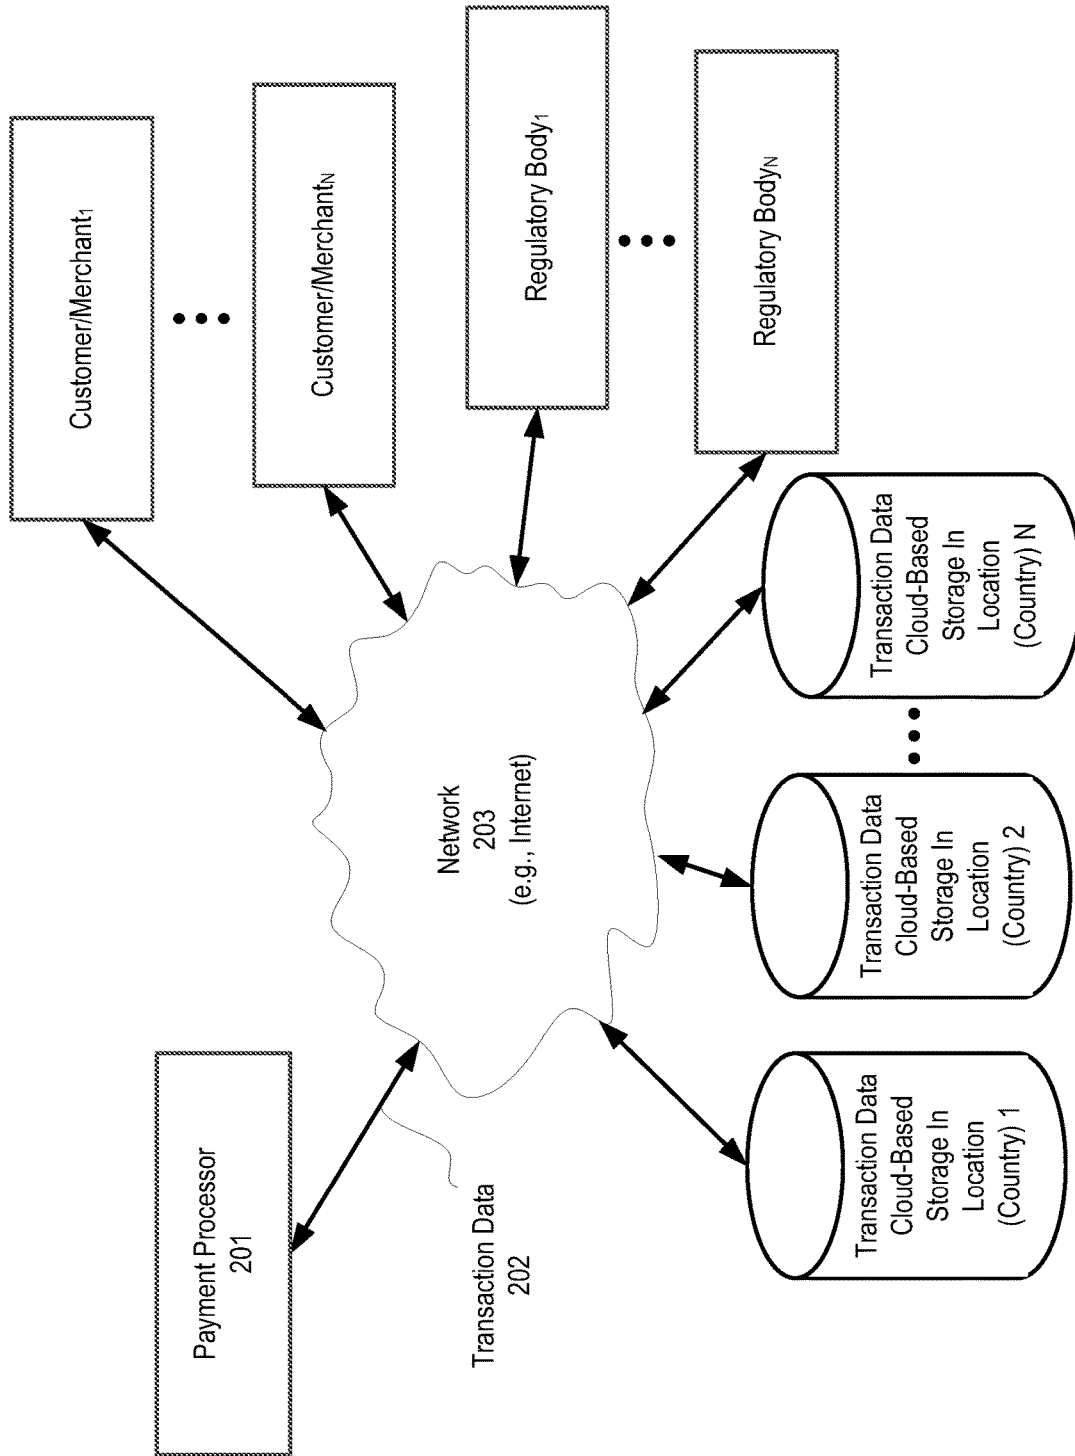 Payment Processor
201
Transaction Data
202
Network
203
(e.g., Internet)
Customer/Merchant1
Customer/MerchantN
Regulatory Body1
Regulatory BodyN
Transaction Data
Cloud-Based
Storage In
Location
(Country) 1
Transaction Data
Cloud-Based
Storage In
Location
(Country) 2
Transaction Data
Cloud-Based
Storage In
Location
(Country) N